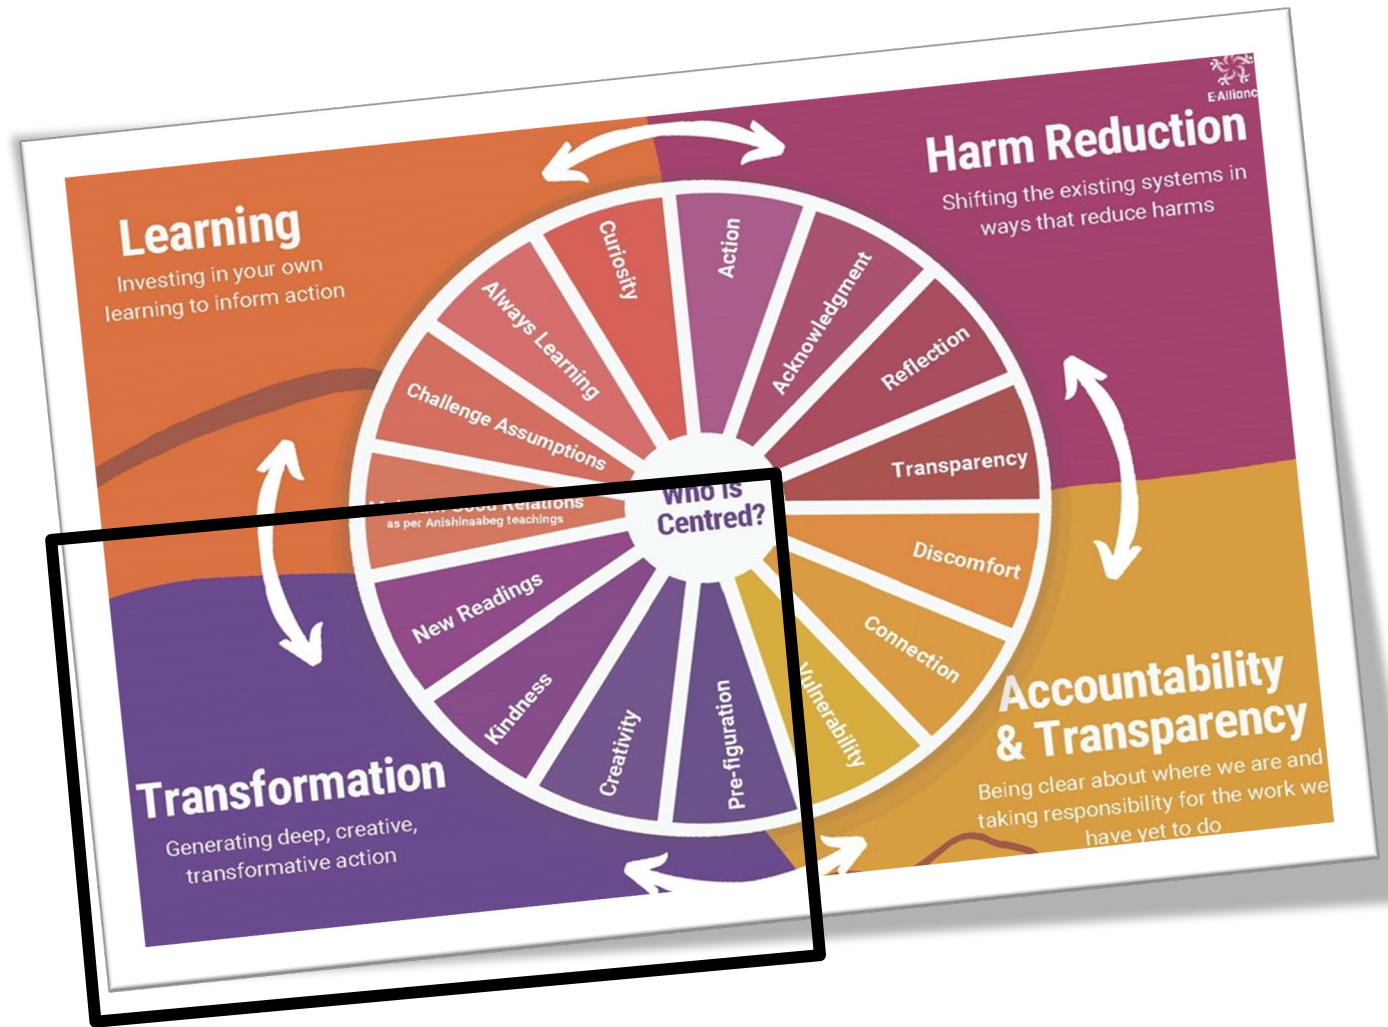 E-Allianc
Harm Reduction
Shifting the existing systems in
ways that reduce harms
Learning
Investing in your own
learning to inform action
Curiosity
Action
Acknowledgment
Reflection
Transparency
Discomfort
Connection
Vulnerability
Pre-figuration
Creativity
Kindness
New Readings
Good Relations
as per Anishinaabeg teachings
Challenge Assumptions
Always Learning
Who is
Centred?
Accountability
& Transparency
Being clear about where we are and
taking responsibility for the work we
have yet to do
Transformation
Generating deep, creative,
transformative action